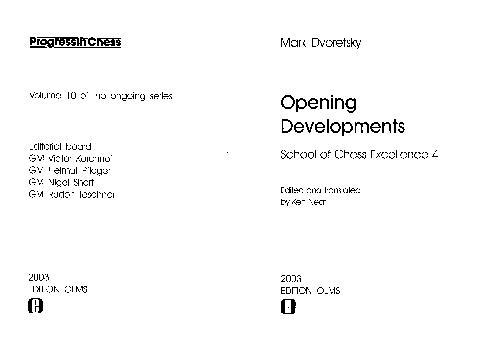 Progress in Chess
Volume 10 of the ongoing series
Editorial board
GM Victor Korchnoi
GM Helmut Pfleger
GM Nigel Short
GM Rudolf Teschner
2003
EDITION OLMS
Mark Dvoretsky
Opening
Developments
School of Chess Excellence 4
Edited and translated
by Ken Neat
2003
EDITION OLMS